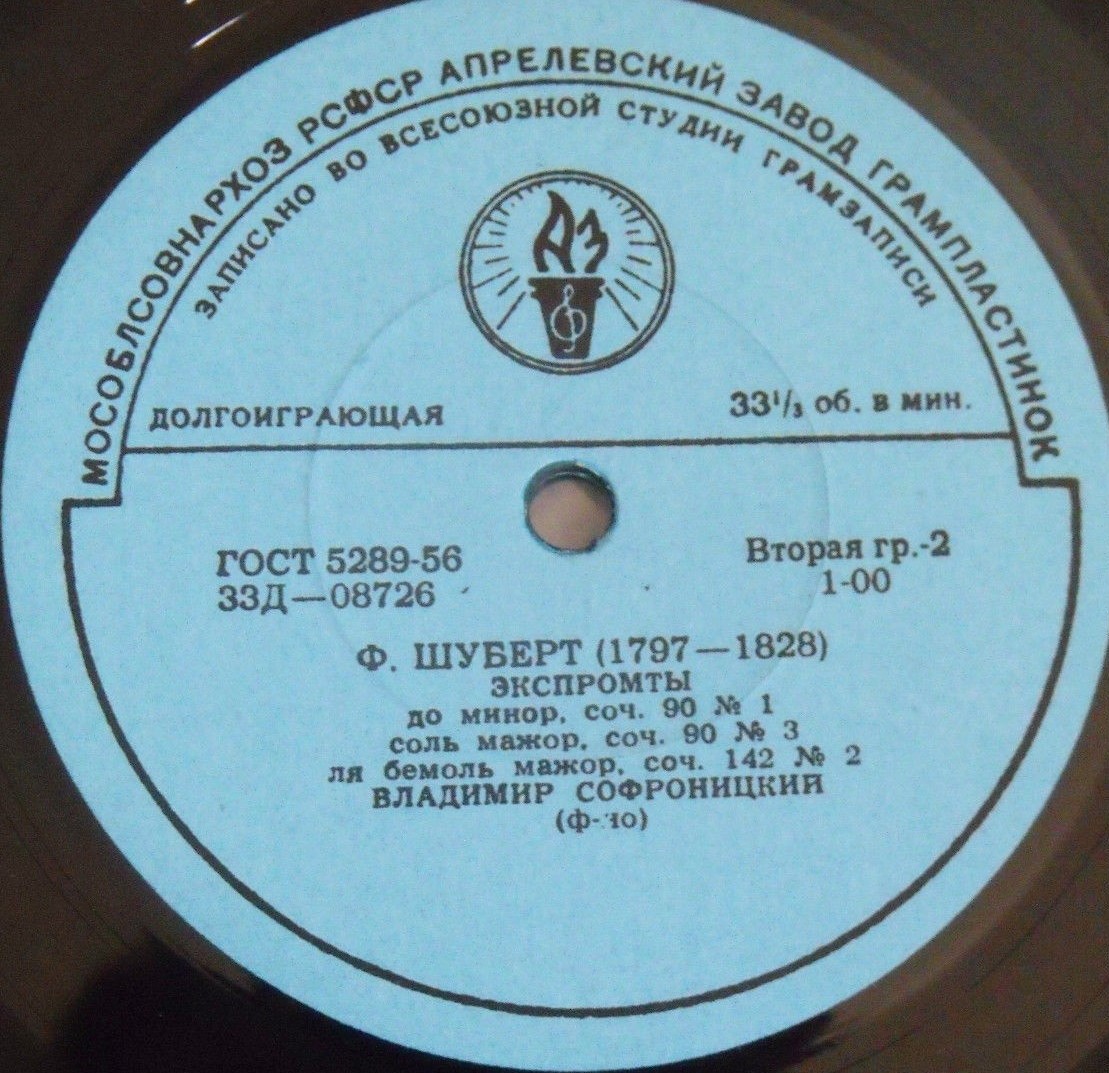 МОСОБЛСОВНАРХОЗ РСФСР АПРЕЛЕВСКИЙ ЗАВОД ГРАМПЛАСТИНОК
ЗАПИСАНО ВО ВСЕСОЮЗНОЙ СТУДИИ ГРАМЗАПИСИ
АЗ
ДОЛГОИГРАЮЩАЯ
33¹/₃ об. в мин.
ГОСТ 5289-56
33Д—08726
Вторая гр.-2
1-00
Ф. ШУБЕРТ (1797—1828)
ЭКСПРОМТЫ
до минор, соч. 90 № 1
соль мажор, соч. 90 № 3
ля бемоль мажор, соч. 142 № 2
ВЛАДИМИР СОФРОНИЦКИЙ
(ф-но)